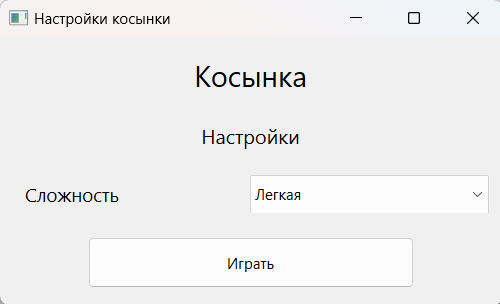 Настройки косынки
Косынка
Настройки
Сложность Легкая
Играть